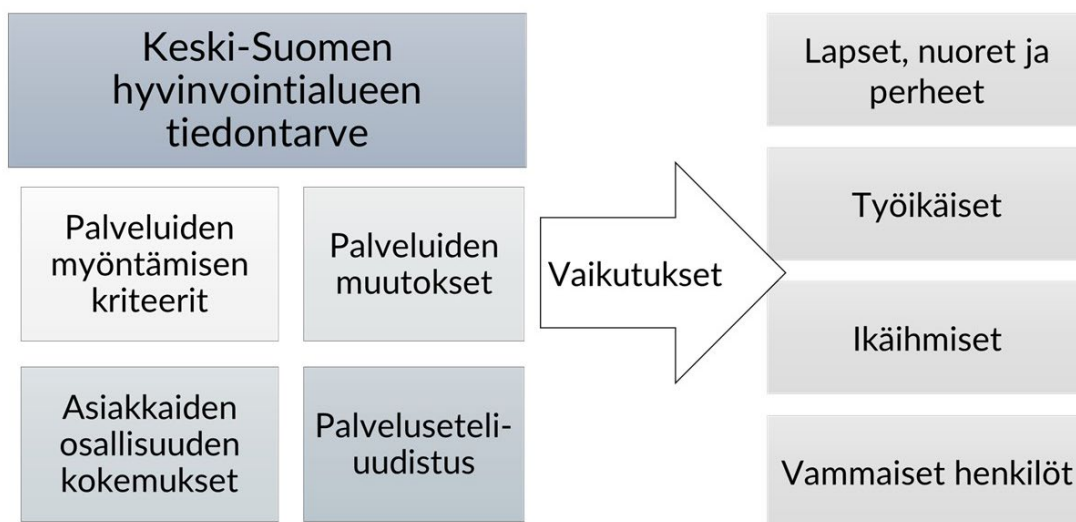 Keski-Suomen
hyvinvointialueen
tiedontarve
Palveluiden
myöntämisen
kriteerit
Palveluiden
muutokset
Asiakkaiden
osallisuuden
kokemukset
Palveluseteli-
uudistus
Vaikutukset
Lapset, nuoret ja
perheet
Työikäiset
Ikäihmiset
Vammaiset henkilöt